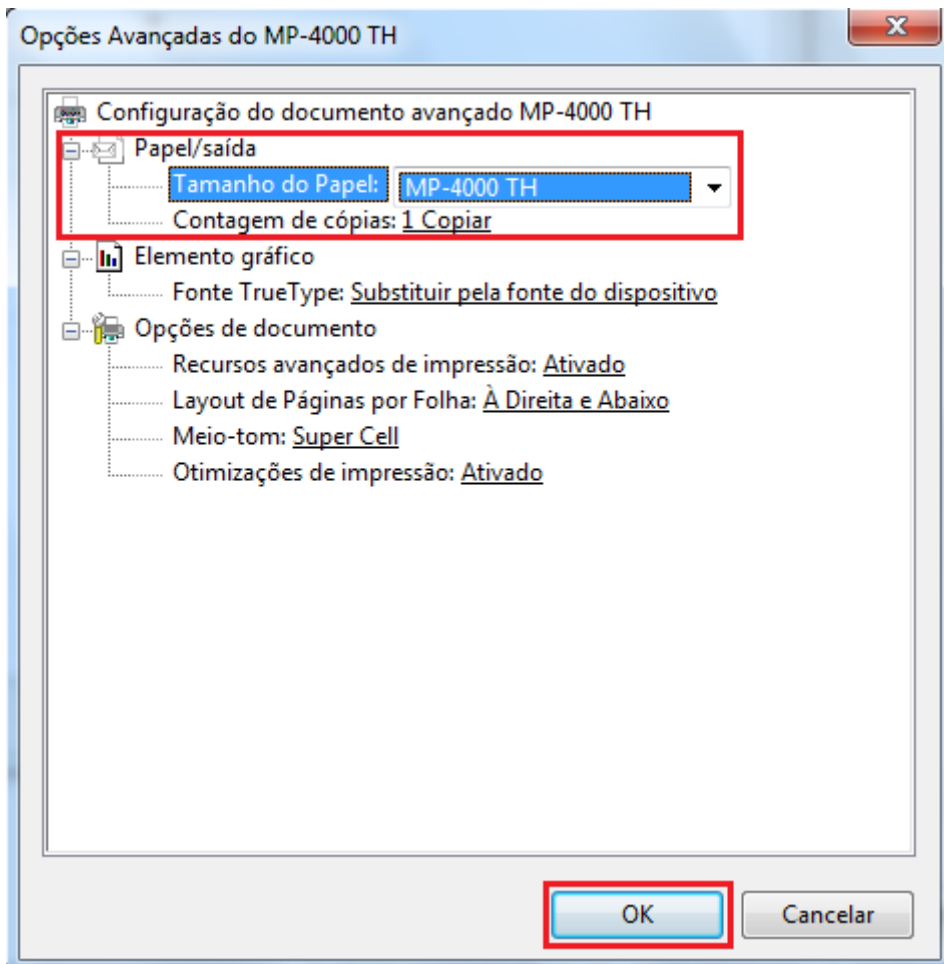 Opções Avançadas do MP-4000 TH
Configuração do documento avançado MP-4000 TH
Papel/saída
Tamanho do Papel: MP-4000 TH
Contagem de cópias: 1 Copiar
Elemento gráfico
Fonte TrueType: Substituir pela fonte do dispositivo
Opções de documento
Recursos avançados de impressão: Ativado
Layout de Páginas por Folha: À Direita e Abaixo
Meio-tom: Super Cell
Otimizações de impressão: Ativado
OK Cancelar